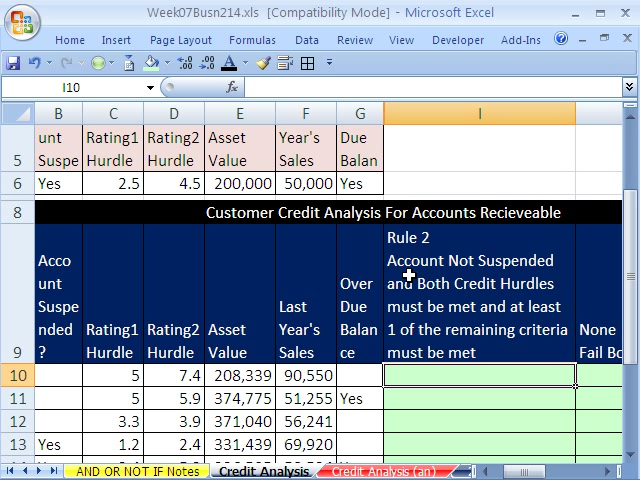 Week07Busn214.xls [Compatibility Mode] - Microsoft Excel
Home Insert Page Layout Formulas Data Review View Developer Add-Ins
I10 fx
B C D E F G I
unt Rating1 Rating2 Asset Year's Due
5 Suspe Hurdle Hurdle Value Sales Balan
6 Yes 2.5 4.5 200,000 50,000 Yes
8 Customer Credit Analysis For Accounts Recieveable
Rule 2
Acco Account Not Suspended
unt Over and Both Credit Hurdles
Suspe Last Due must be met and at least
nded Rating1 Rating2 Asset Year's Balan 1 of the remaining criteria None
9 ? Hurdle Hurdle Value Sales ce must be met Fail Bo
10 5 7.4 208,339 90,550
11 5 5.9 374,775 51,255 Yes
12 3.3 3.9 371,040 56,241
13 Yes 1.2 2.4 331,439 69,920
AND OR NOT IF Notes Credit Analysis Credit Analysis (an)